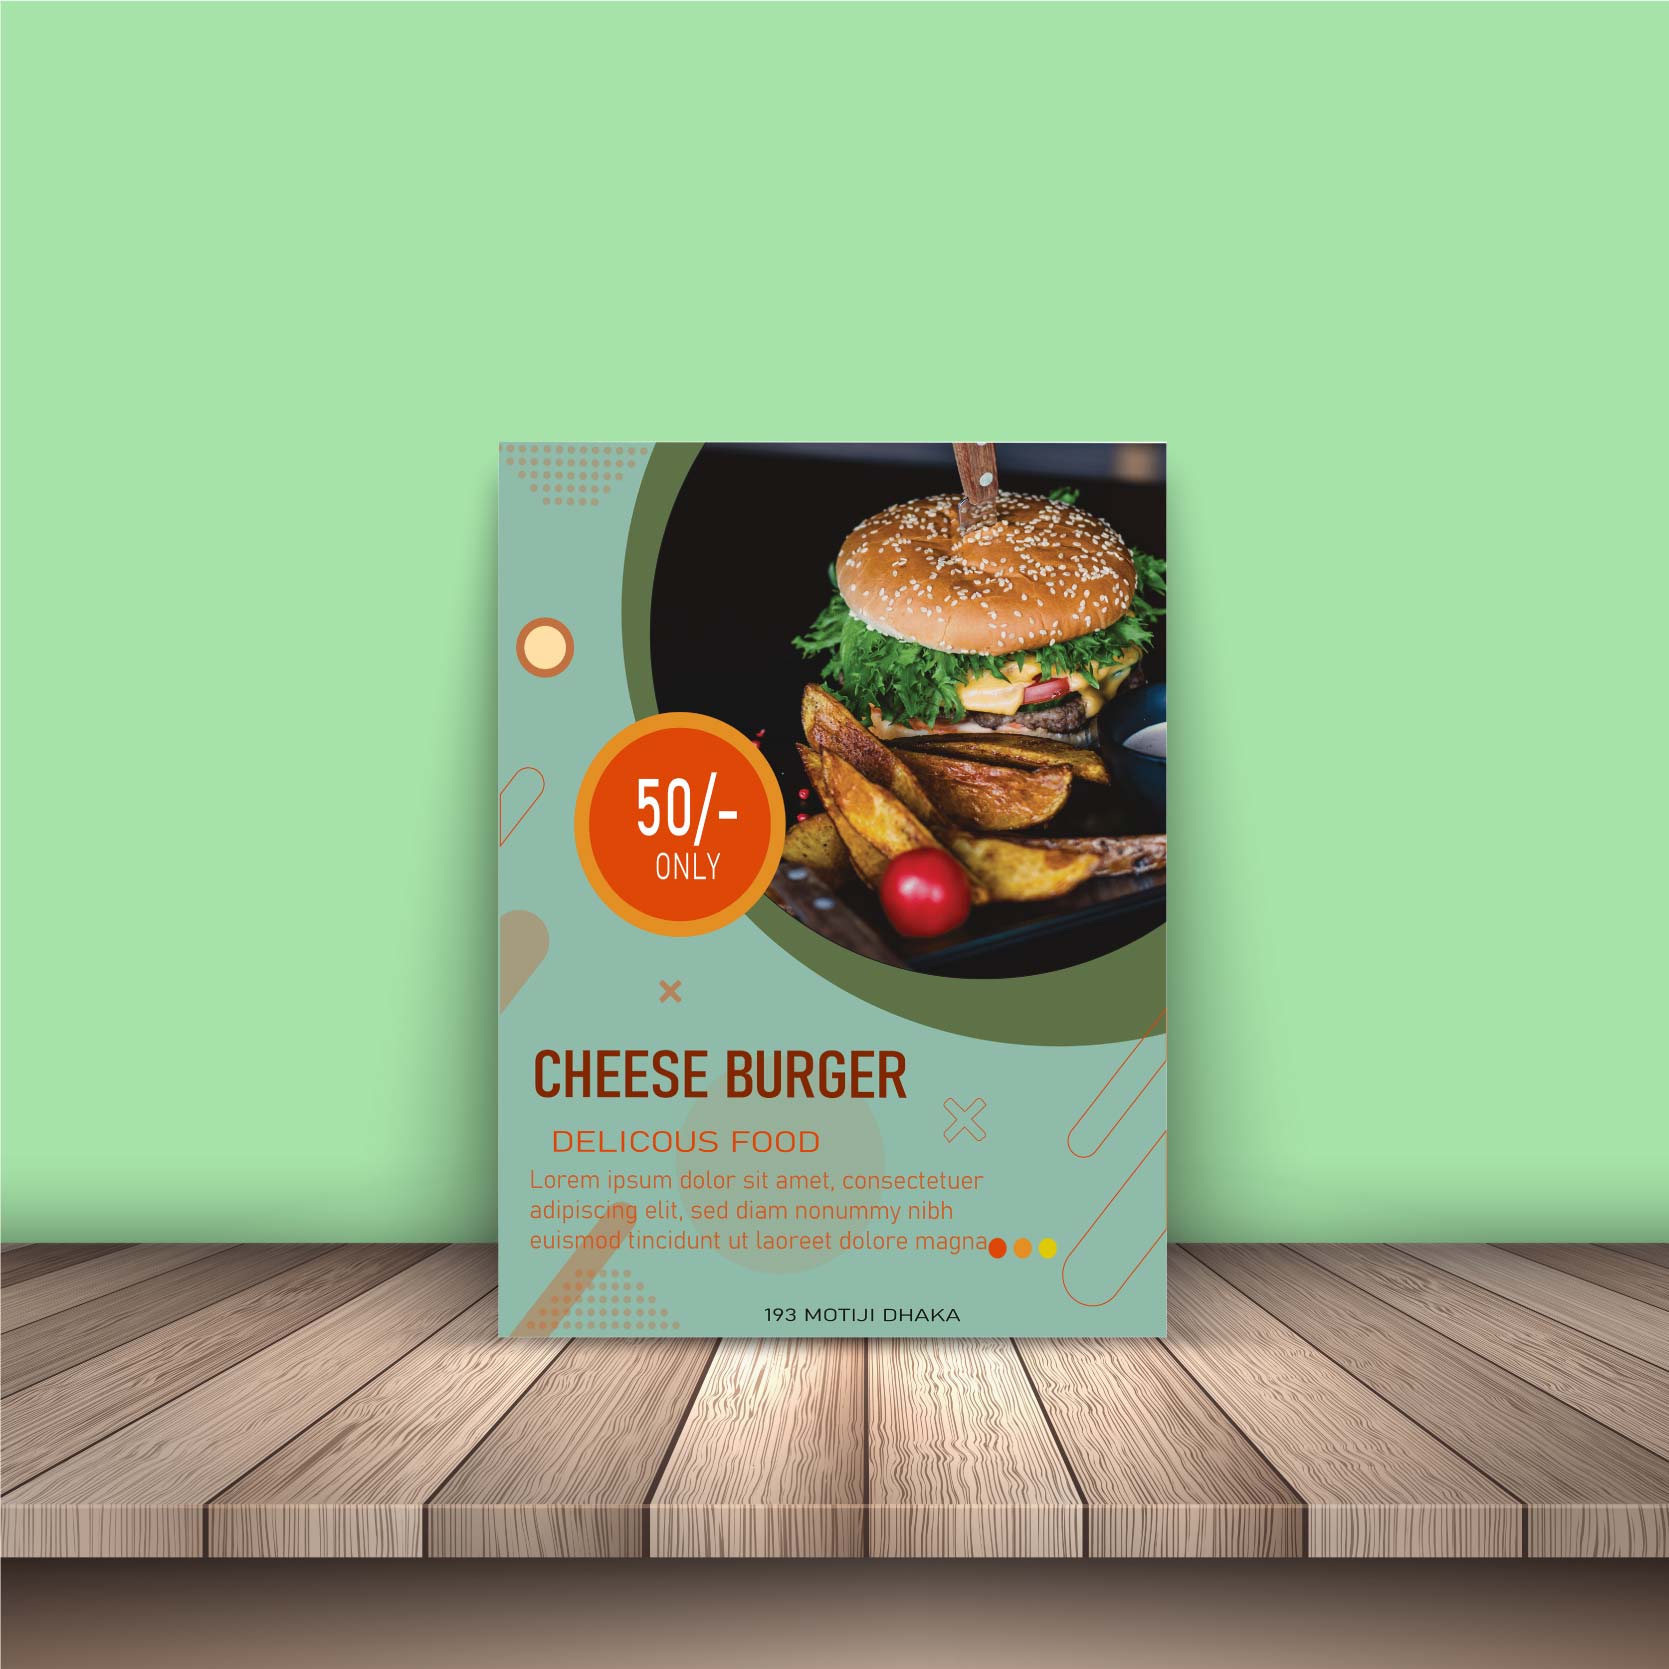 50/-
ONLY
CHEESE BURGER
DELICOUS FOOD
Lorem ipsum dolor sit amet, consectetuer
adipiscing elit, sed diam nonummy nibh
euismod tincidunt ut laoreet dolore magna
193 MOTIJI DHAKA